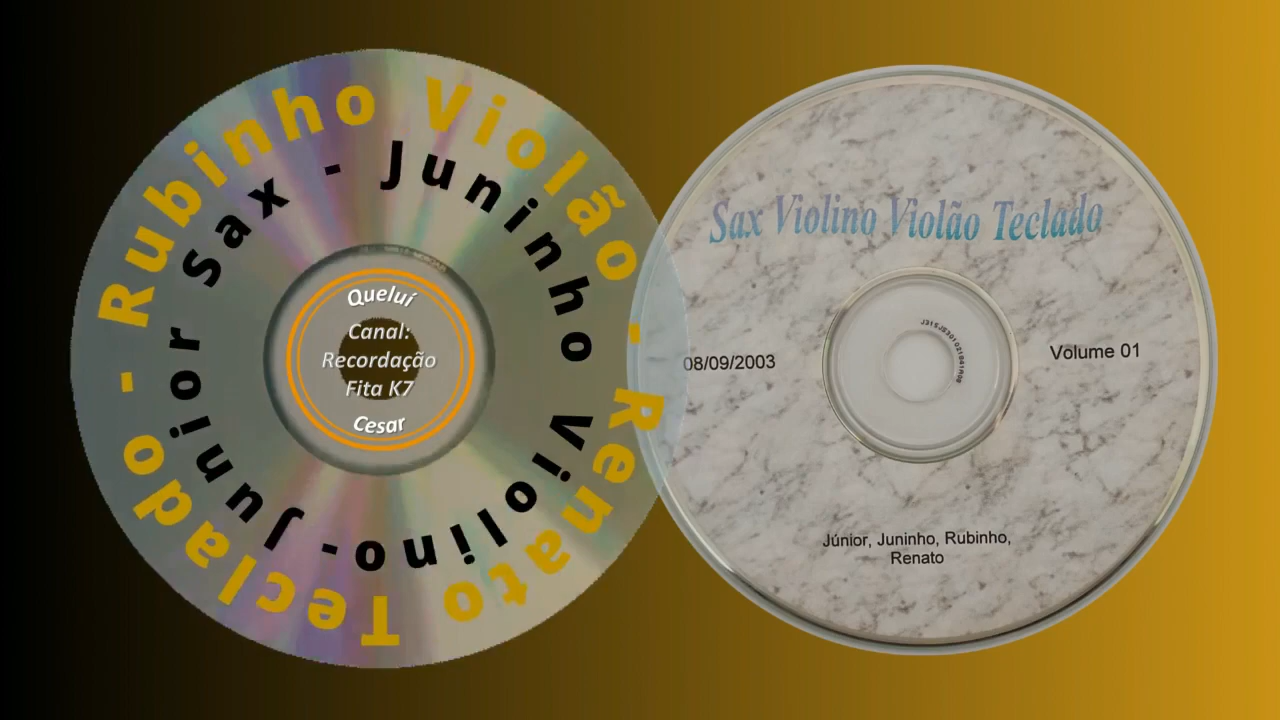 Rubinho Violão - Renato Teclado -
Junior Sax - Juninho Violino-
Queluí
Canal:
Recordação
Fita K7
Cesar
Sax Violino Violão Teclado
08/09/2003
Volume 01
Júnior, Juninho, Rubinho,
Renato